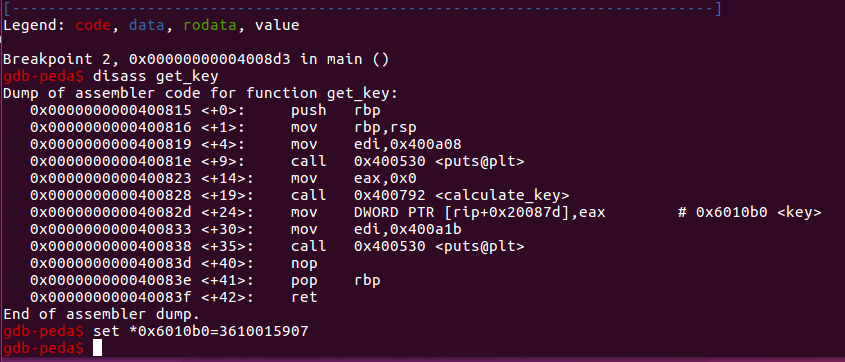 [------------------------------------------------------------------------------]
Legend: code, data, rodata, value
Breakpoint 2, 0x00000000004008d3 in main ()
gdb-peda$ disass get_key
Dump of assembler code for function get_key:
   0x0000000000400815 <+0>:     push   rbp
   0x0000000000400816 <+1>:     mov    rbp,rsp
   0x0000000000400819 <+4>:     mov    edi,0x400a08
   0x000000000040081e <+9>:     call   0x400530 <puts@plt>
   0x0000000000400823 <+14>:    mov    eax,0x0
   0x0000000000400828 <+19>:    call   0x400792 <calculate_key>
   0x000000000040082d <+24>:    mov    DWORD PTR [rip+0x20087d],eax        # 0x6010b0 <key>
   0x0000000000400833 <+30>:    mov    edi,0x400a1b
   0x0000000000400838 <+35>:    call   0x400530 <puts@plt>
   0x000000000040083d <+40>:    nop
   0x000000000040083e <+41>:    pop    rbp
   0x000000000040083f <+42>:    ret
End of assembler dump.
gdb-peda$ set *0x6010b0=3610015907
gdb-peda$